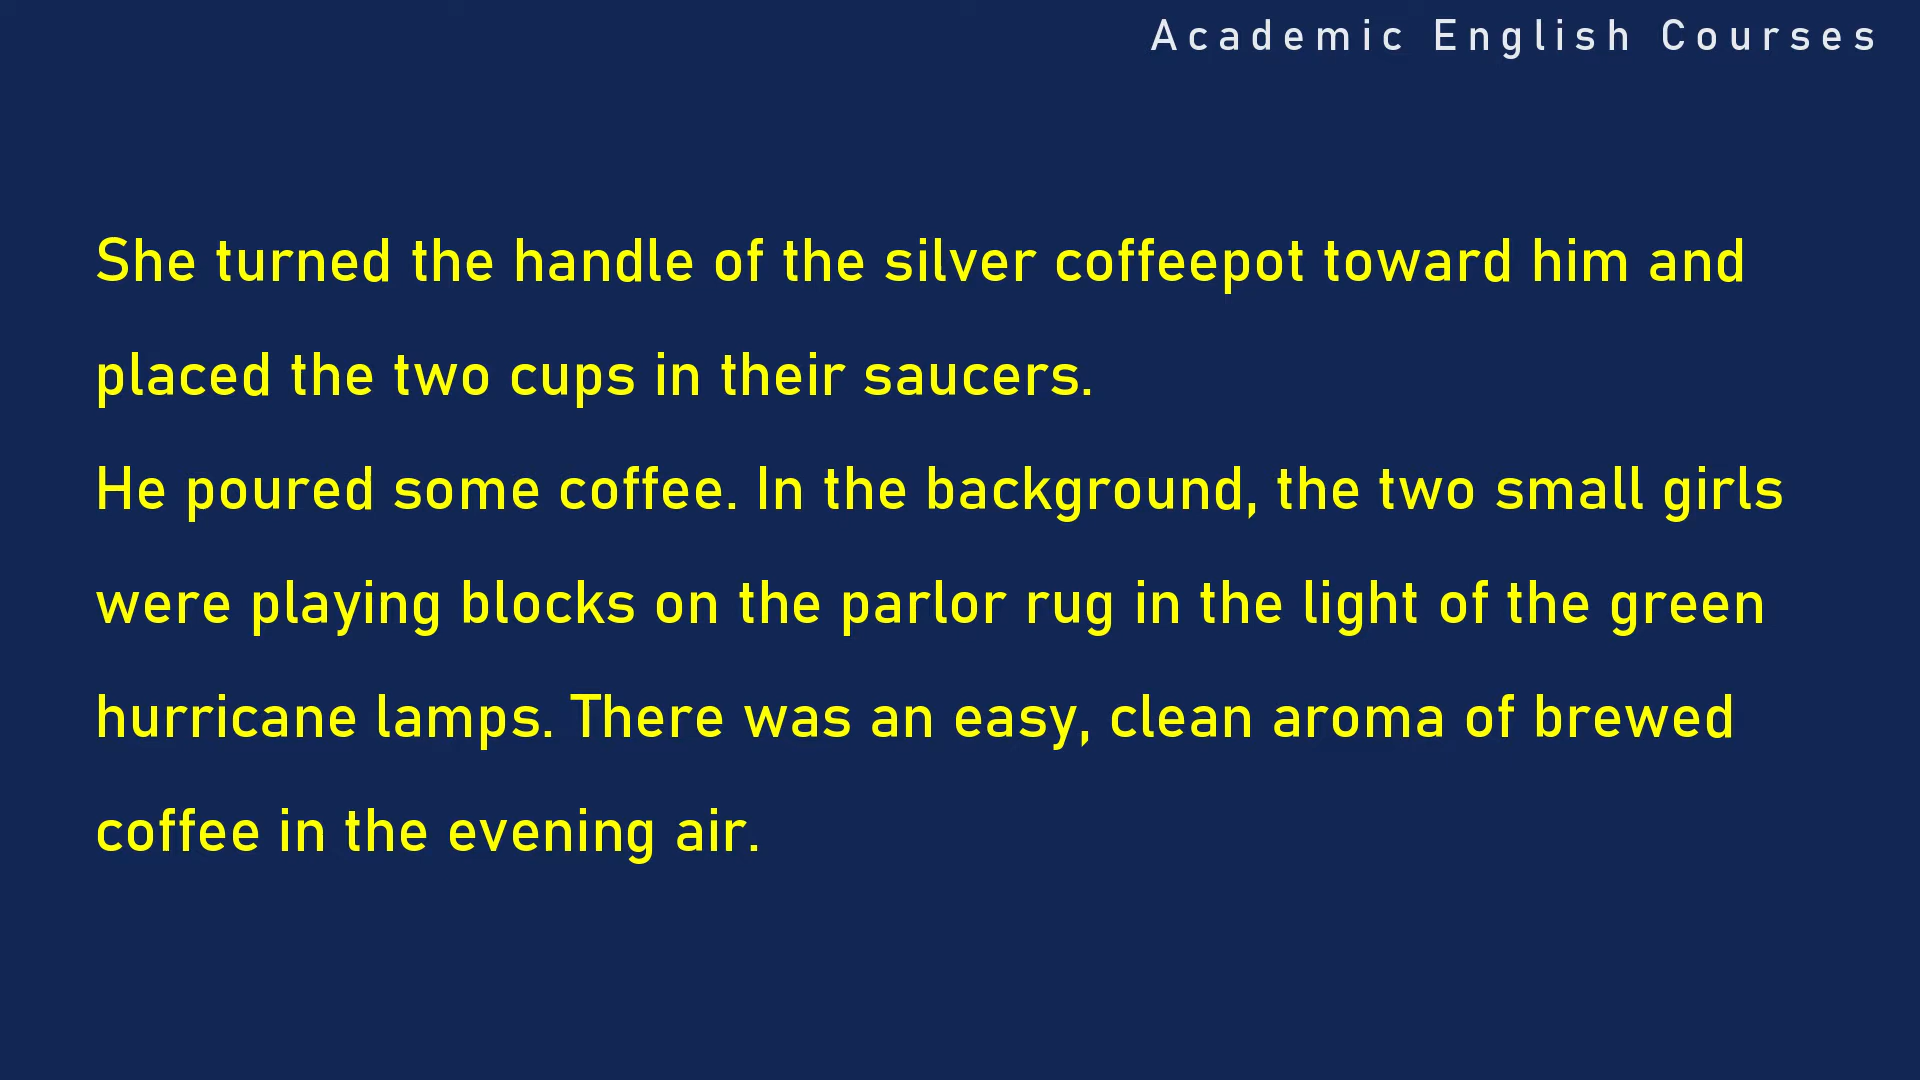 Academic English Courses
She turned the handle of the silver coffeepot toward him and
placed the two cups in their saucers.
He poured some coffee. In the background, the two small girls
were playing blocks on the parlor rug in the light of the green
hurricane lamps. There was an easy, clean aroma of brewed
coffee in the evening air.